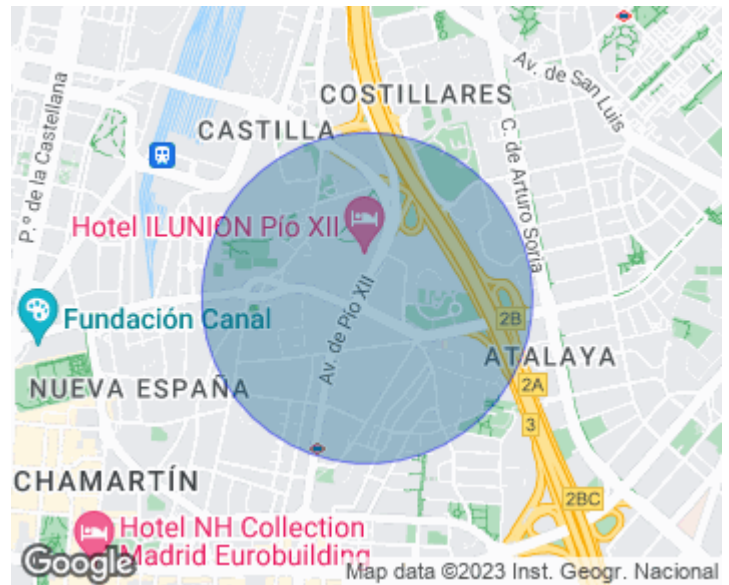 COSTILLARES
Av. de San Luis
CASTILLA
P.º de la Castellana
C. de Arturo Soria
Hotel ILUNION Pío XII
Av. de Pío XII
Fundación Canal
2B
ATALAYA
NUEVA ESPAÑA
2A
3
CHAMARTÍN
2BC
Hotel NH Collection
Madrid Eurobuilding
Google
Map data ©2023 Inst. Geogr. Nacional